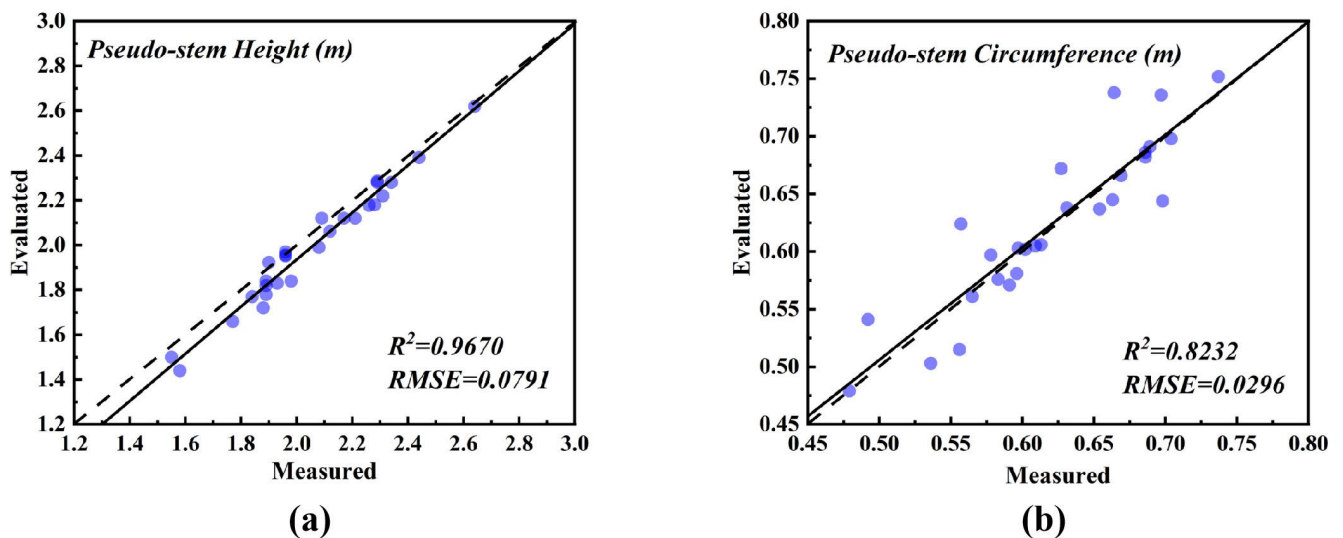 Pseudo-stem Height (m)
Evaluated
3.0
2.8
2.6
2.4
2.2
2.0
1.8
1.6
1.4
1.2
R²=0.9670
RMSE=0.0791
1.2 1.4 1.6 1.8 2.0 2.2 2.4 2.6 2.8 3.0
Measured
(a)
Pseudo-stem Circumference (m)
Evaluated
0.80
0.75
0.70
0.65
0.60
0.55
0.50
0.45
R²=0.8232
RMSE=0.0296
0.45 0.50 0.55 0.60 0.65 0.70 0.75 0.80
Measured
(b)